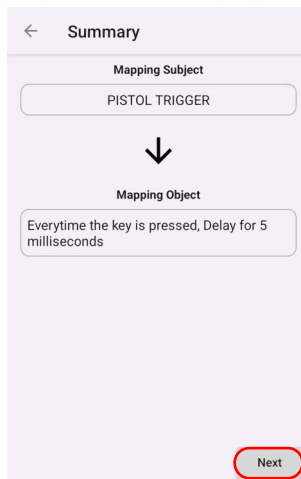 Summary
Mapping Subject
PISTOL TRIGGER
Mapping Object
Everytime the key is pressed, Delay for 5
milliseconds
Next